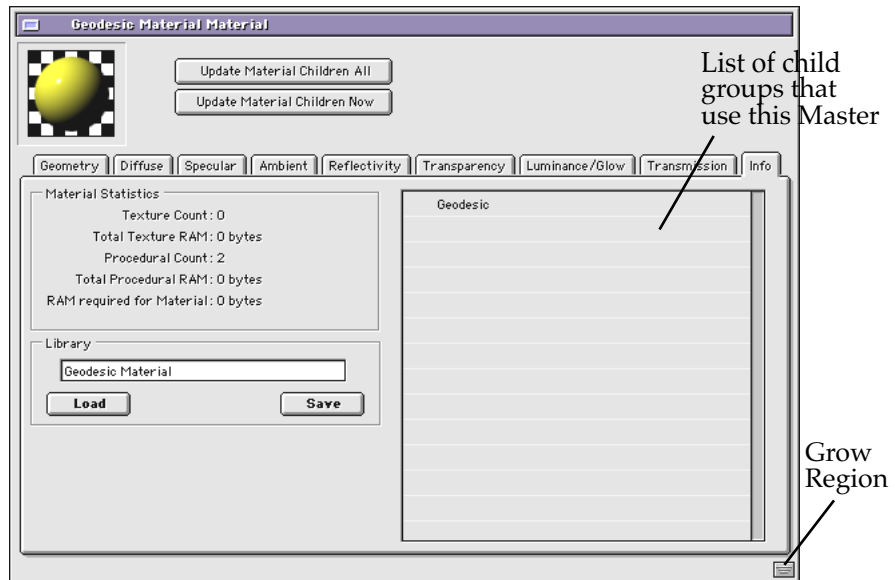 Geodesic Material Material
Update Material Children All
Update Material Children Now
List of child
groups that
use this Master
Geometry
Diffuse
Specular
Ambient
Reflectivity
Transparency
Luminance/Glow
Transmission
Info
Material Statistics
Texture Count: 0
Total Texture RAM: 0 bytes
Procedural Count: 2
Total Procedural RAM: 0 bytes
RAM required for Material: 0 bytes
Library
Geodesic Material
Load
Save
Geodesic
Grow
Region